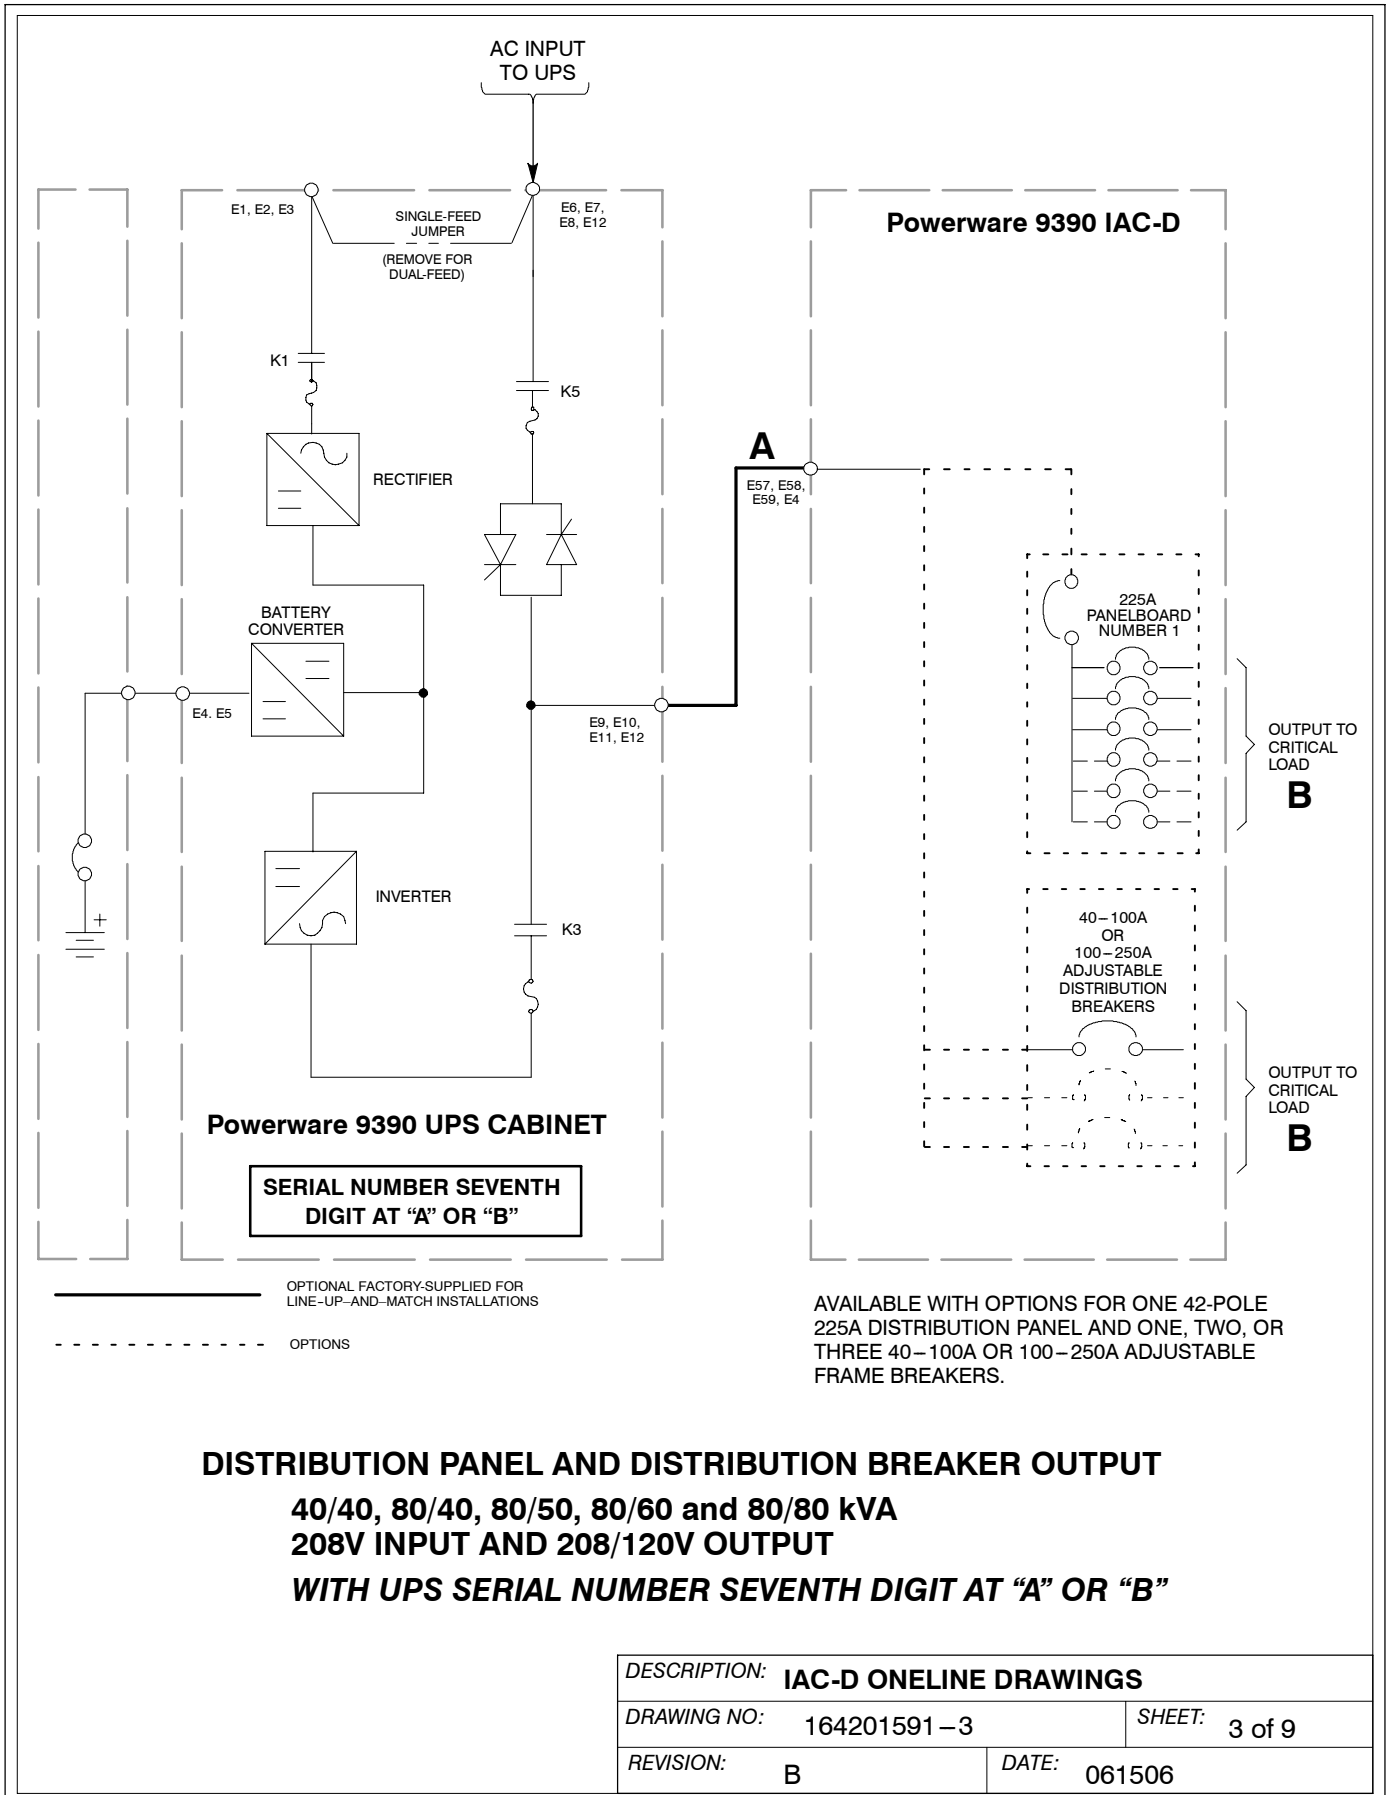 AC INPUT
TO UPS
E1, E2, E3
SINGLE-FEED
JUMPER
(REMOVE FOR
DUAL-FEED)
E6, E7,
E8, E12
Powerware 9390 IAC-D
K1
K5
RECTIFIER
A
E57, E58,
E59, E4
BATTERY
CONVERTER
E4. E5
E9, E10,
E11, E12
225A
PANELBOARD
NUMBER 1
OUTPUT TO
CRITICAL
LOAD
B
+
INVERTER
K3
40–100A
OR
100–250A
ADJUSTABLE
DISTRIBUTION
BREAKERS
OUTPUT TO
CRITICAL
LOAD
B
Powerware 9390 UPS CABINET
SERIAL NUMBER SEVENTH
DIGIT AT “A” OR “B”
OPTIONAL FACTORY-SUPPLIED FOR
LINE-UP–AND–MATCH INSTALLATIONS
OPTIONS
AVAILABLE WITH OPTIONS FOR ONE 42-POLE
225A DISTRIBUTION PANEL AND ONE, TWO, OR
THREE 40–100A OR 100–250A ADJUSTABLE
FRAME BREAKERS.
DISTRIBUTION PANEL AND DISTRIBUTION BREAKER OUTPUT
40/40, 80/40, 80/50, 80/60 and 80/80 kVA
208V INPUT AND 208/120V OUTPUT
WITH UPS SERIAL NUMBER SEVENTH DIGIT AT “A” OR “B”
DESCRIPTION: IAC-D ONELINE DRAWINGS
DRAWING NO: 164201591–3 SHEET: 3 of 9
REVISION: B DATE: 061506